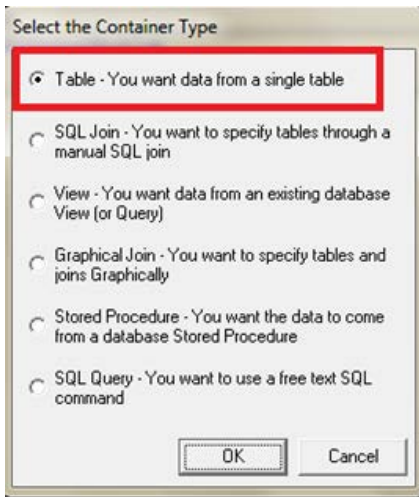 Select the Container Type
Table - You want data from a single table
SQL Join - You want to specify tables through a
manual SQL join
View - You want data from an existing database
View (or Query)
Graphical Join - You want to specify tables and
joins Graphically
Stored Procedure - You want the data to come
from a database Stored Procedure
SQL Query - You want to use a free text SQL
command
OK
Cancel